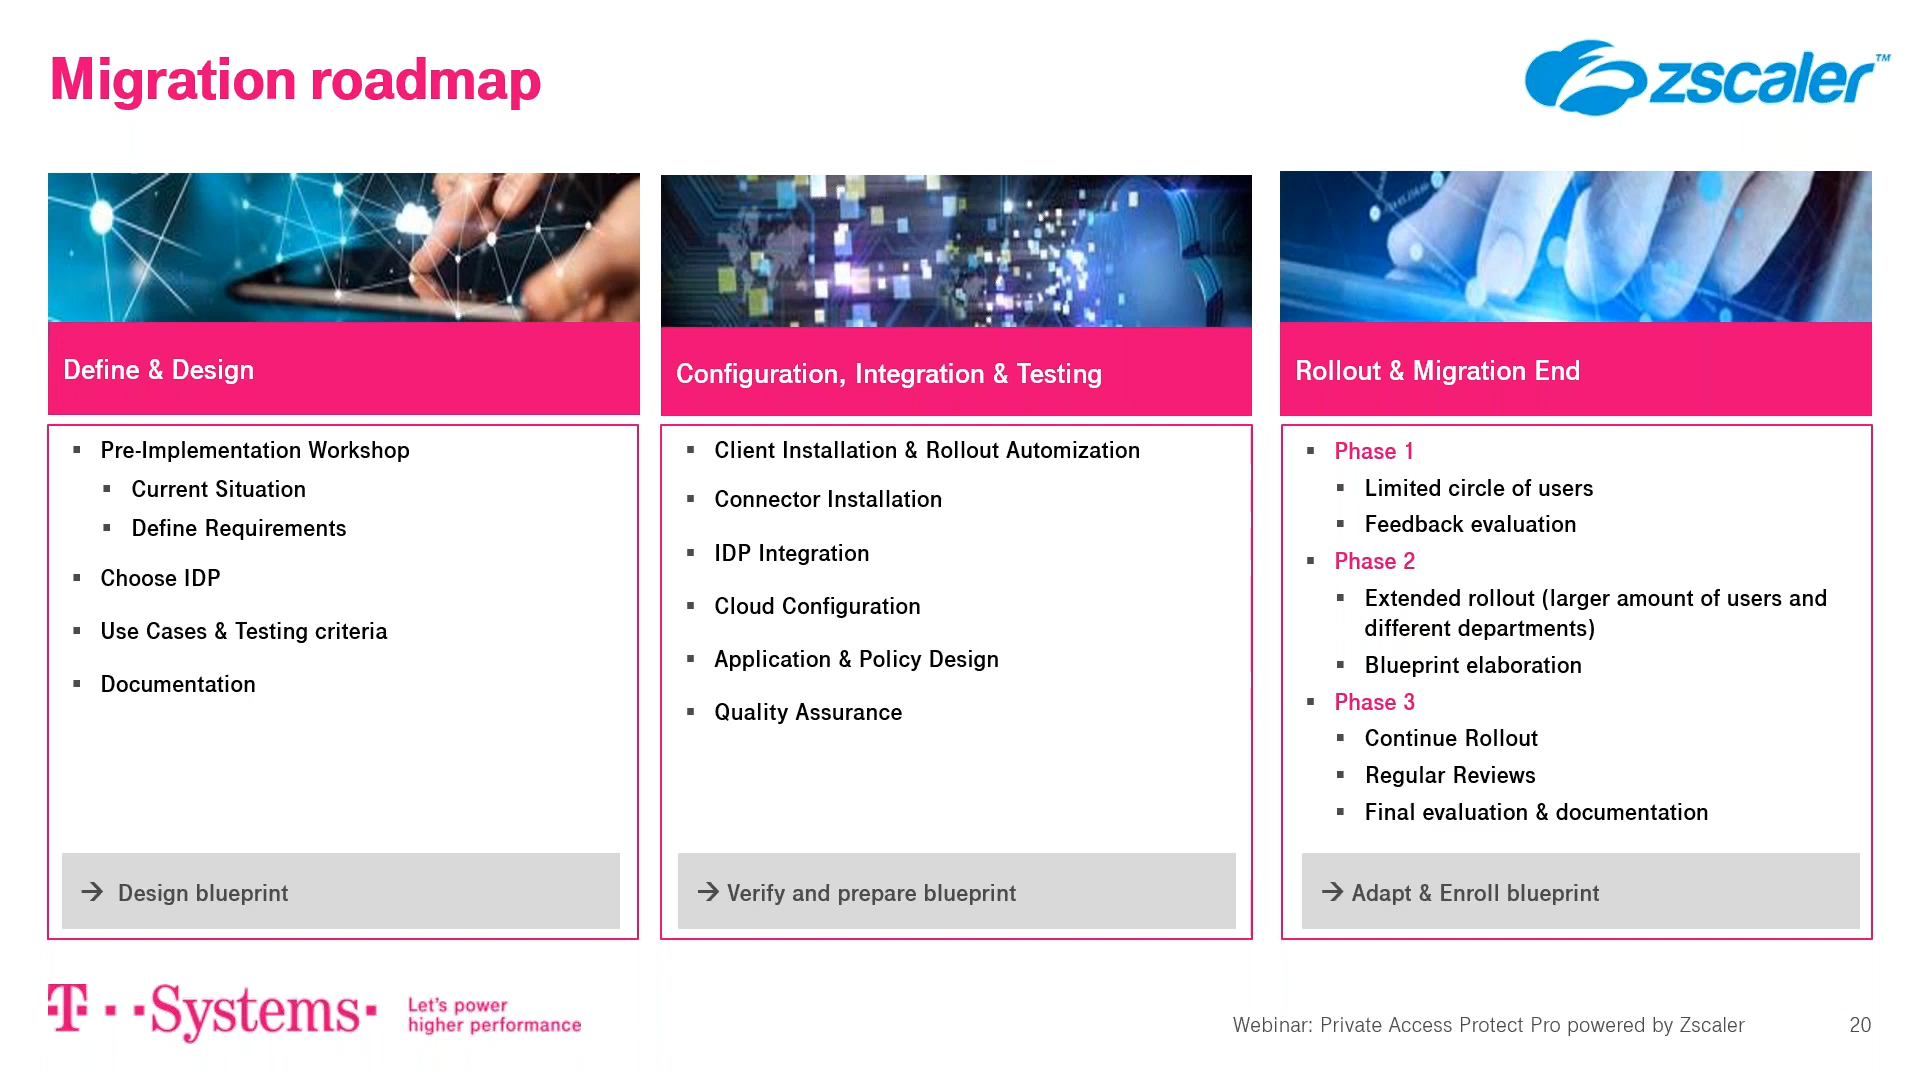 Migration roadmap
zscaler™
Define & Design
▪ Pre-Implementation Workshop
▪ Current Situation
▪ Define Requirements
▪ Choose IDP
▪ Use Cases & Testing criteria
▪ Documentation
→ Design blueprint
Configuration, Integration & Testing
▪ Client Installation & Rollout Automization
▪ Connector Installation
▪ IDP Integration
▪ Cloud Configuration
▪ Application & Policy Design
▪ Quality Assurance
→ Verify and prepare blueprint
Rollout & Migration End
▪ Phase 1
▪ Limited circle of users
▪ Feedback evaluation
▪ Phase 2
▪ Extended rollout (larger amount of users and
different departments)
▪ Blueprint elaboration
▪ Phase 3
▪ Continue Rollout
▪ Regular Reviews
▪ Final evaluation & documentation
→ Adapt & Enroll blueprint
T · · Systems ·
Let's power
higher performance
Webinar: Private Access Protect Pro powered by Zscaler
20